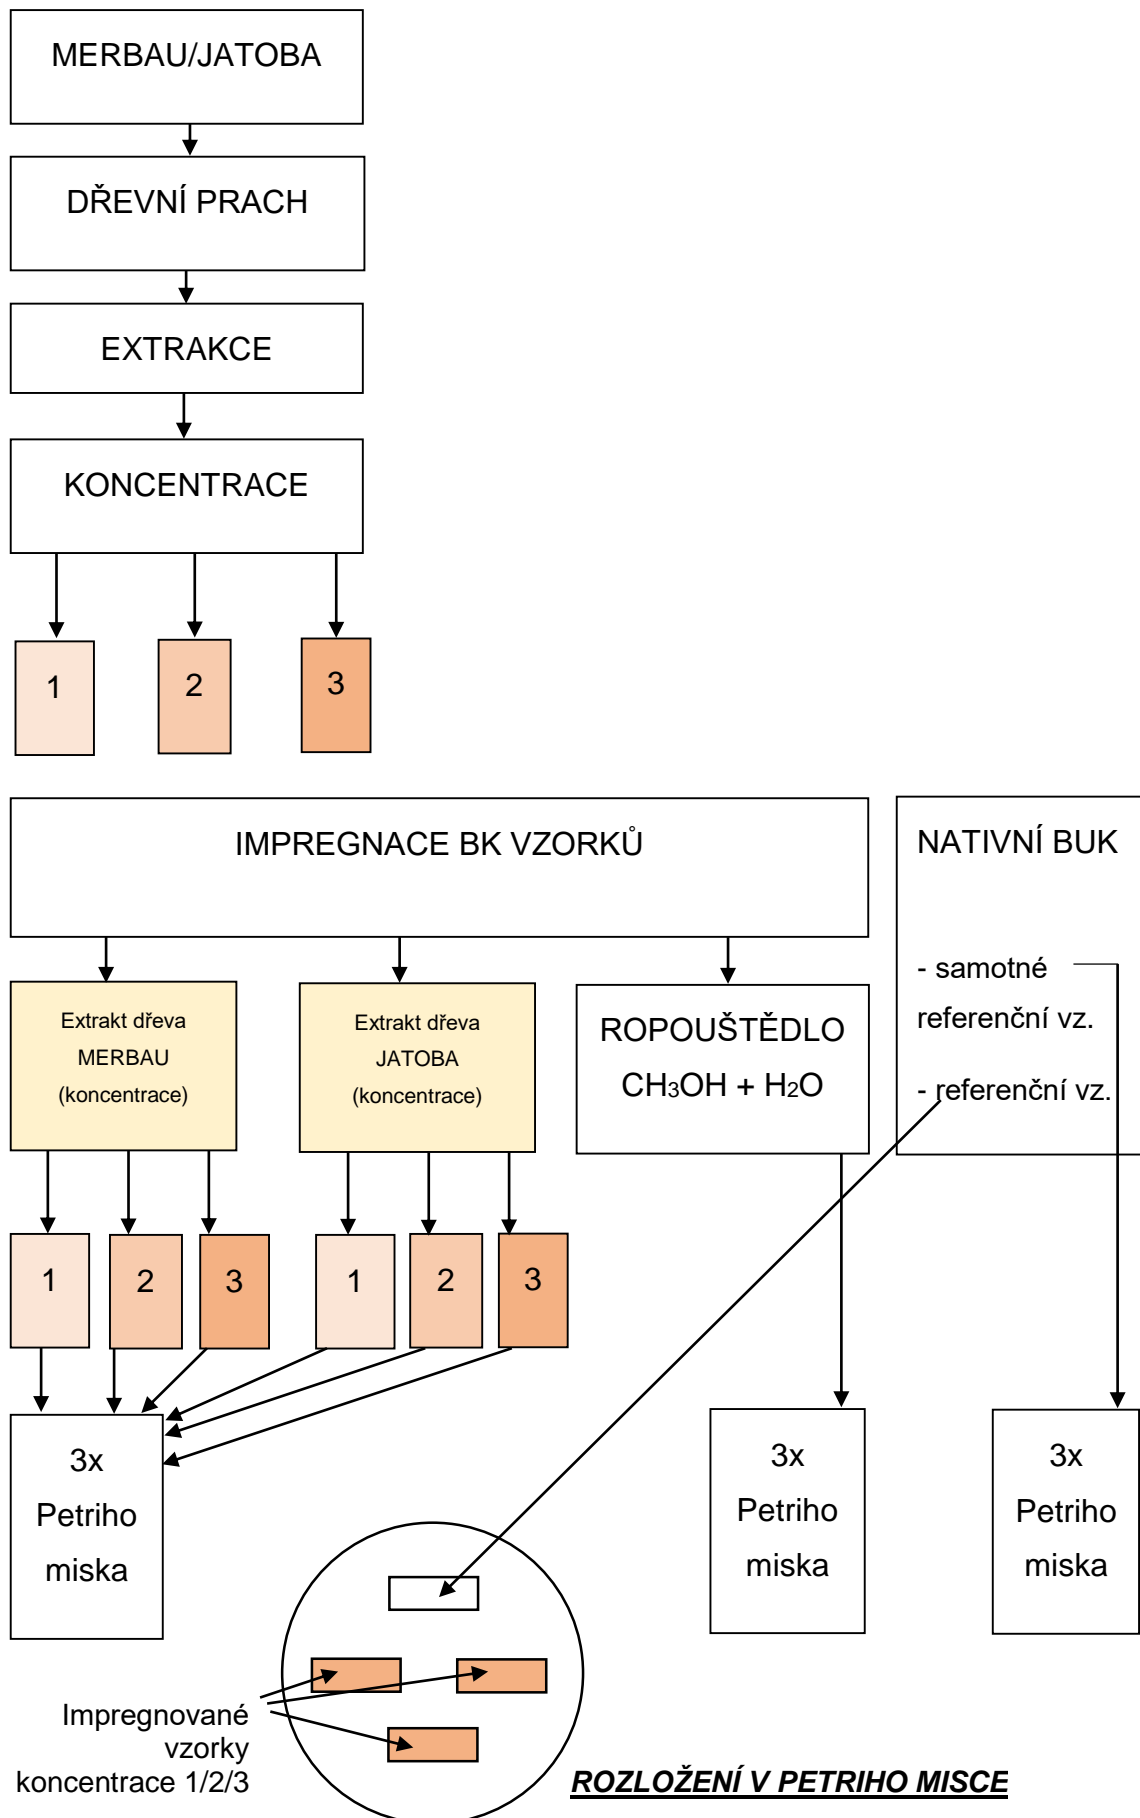 MERBAU/JATOBA
DŘEVNÍ PRACH
EXTRAKCE
KONCENTRACE
1
2
3
IMPREGNACE BK VZORKŮ
NATIVNÍ BUK
- samotné
referenční vz.
- referenční vz.
Extrakt dřeva
MERBAU
(koncentrace)
Extrakt dřeva
JATOBA
(koncentrace)
ROPOUŠTĚDLO
CH3OH + H2O
1
2
3
1
2
3
3x
Petriho
miska
3x
Petriho
miska
3x
Petriho
miska
Impregnované
vzorky
koncentrace 1/2/3
ROZLOŽENÍ V PETRIHO MISCE